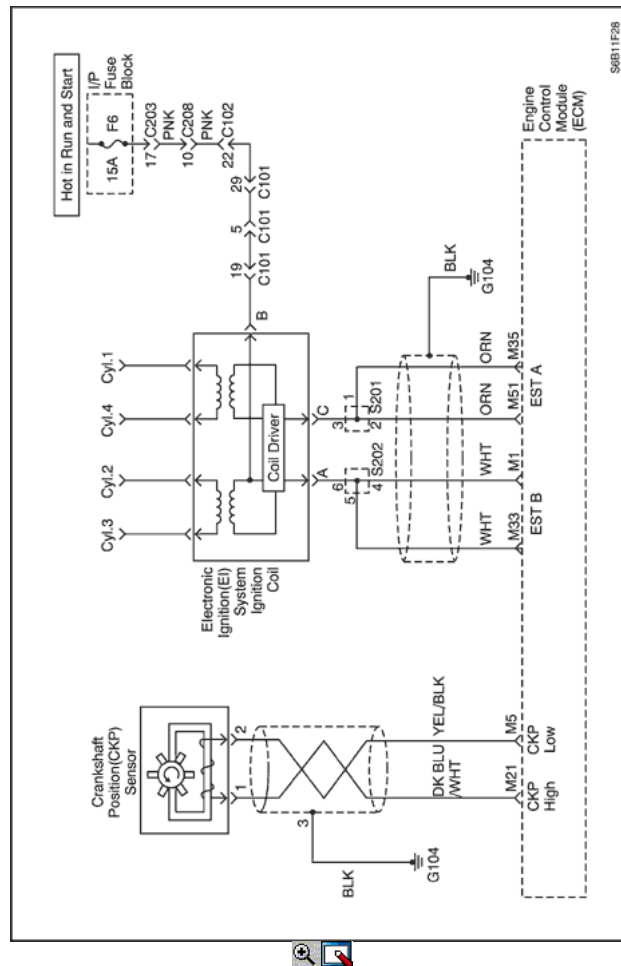 S6B11F28
Hot in Run and Start
I/P
Fuse
Block
15A
F6
17
C203
PNK
10
C208
PNK
22
C102
29
C101
5
C101
19
C101
B
Cyl.3
Cyl.2
Cyl.4
Cyl.1
Coil Driver
Electronic
Ignition(EI)
System
Ignition
Coil
A
C
6
5
4
S202
3
1
2
S201
BLK
G104
WHT
WHT
ORN
ORN
M33
M1
M51
M35
EST B
EST A
Engine
Control
Module
(ECM)
Crankshaft
Position(CKP)
Sensor
1
2
3
BLK
G104
DK BLU
/WHT
YEL/BLK
M21
M5
CKP
High
CKP
Low